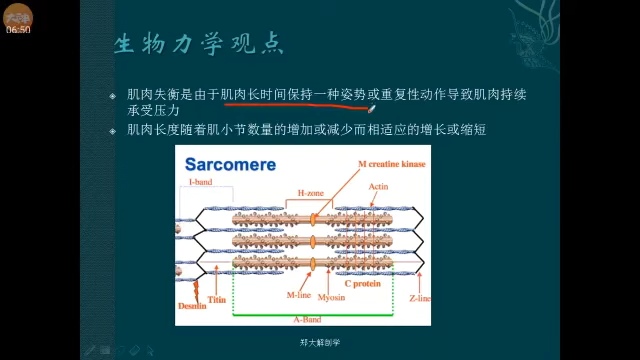 大洋
06:50
生物力学观点
肌肉失衡是由于肌肉长时间保持一种姿势或重复性动作导致肌肉持续
承受压力
肌肉长度随着肌小节数量的增加或减少而相适应的增长或缩短
Sarcomere
M creatine kinase
I-band
H-zone
Actin
Desmin
Titin
M-line
Myosin
C protein
Z-line
A-Band
郑大解剖学